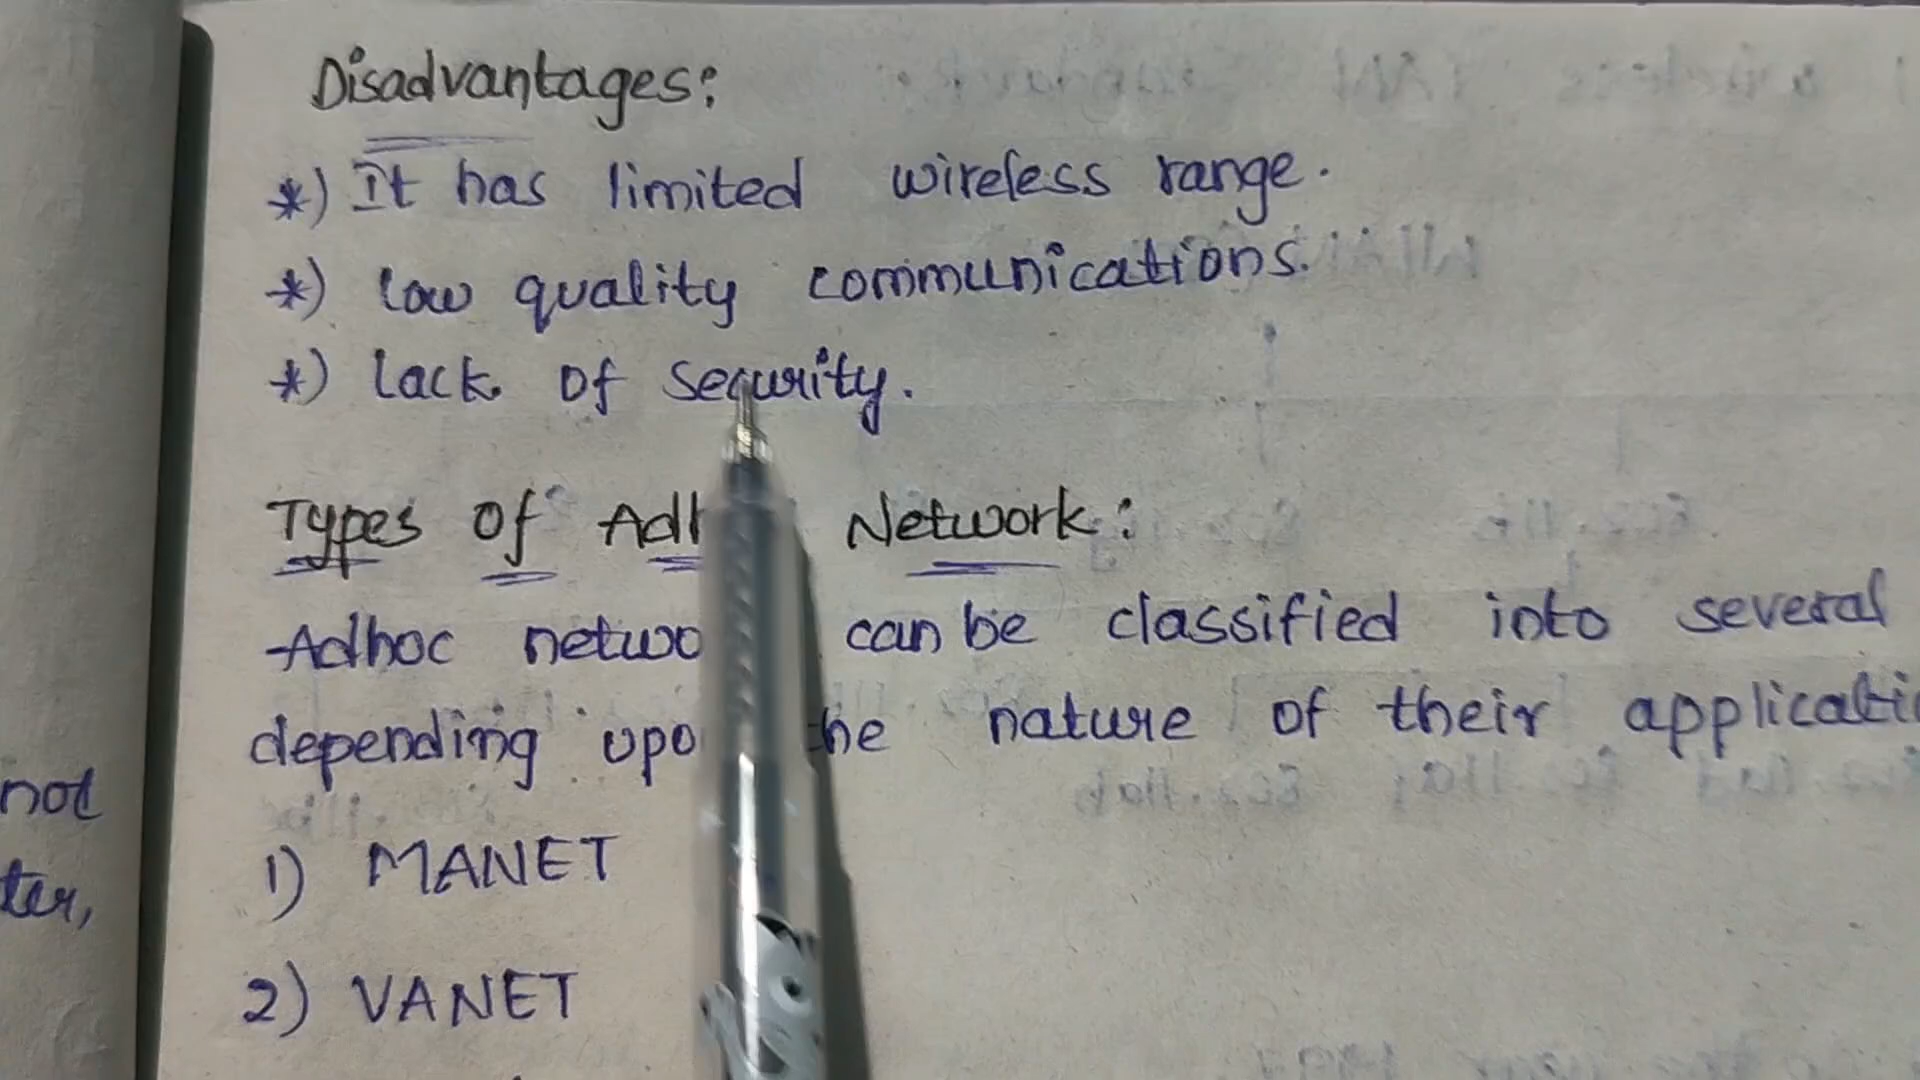 Disadvantages:
*) It has limited wireless range.
*) Low quality communications.
*) Lack of security.
Types of Adh Network:
Adhoc netwo can be classified into several
depending upo he nature of their applicati
1) MANET
2) VANET
not
ter,